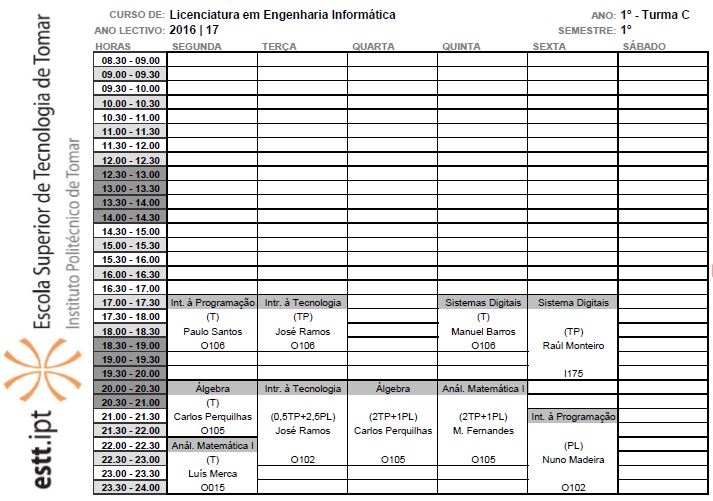 CURSO DE: Licenciatura em Engenharia Informática ANO: 1º - Turma C
ANO LECTIVO: 2016 | 17 SEMESTRE: 1º
HORAS SEGUNDA TERÇA QUARTA QUINTA SEXTA SÁBADO
08.30 - 09.00
09.00 - 09.30
09.30 - 10.00
10.00 - 10.30
10.30 - 11.00
11.00 - 11.30
11.30 - 12.00
12.00 - 12.30
12.30 - 13.00
13.00 - 13.30
13.30 - 14.00
14.00 - 14.30
14.30 - 15.00
15.00 - 15.30
15.30 - 16.00
16.00 - 16.30
16.30 - 17.00
17.00 - 17.30 Int. à Programação Intr. à Tecnologia Sistemas Digitais Sistema Digitais
17.30 - 18.00 (T) (TP) (T)
18.00 - 18.30 Paulo Santos José Ramos Manuel Barros (TP)
18.30 - 19.00 O106 O106 O106 Raúl Monteiro
19.00 - 19.30
19.30 - 20.00 I175
20.00 - 20.30 Álgebra Intr. à Tecnologia Álgebra Anál. Matemática I
20.30 - 21.00 (T)
21.00 - 21.30 Carlos Perquilhas (0,5TP+2,5PL) (2TP+1PL) (2TP+1PL) Int. à Programação
21.30 - 22.00 O105 José Ramos Carlos Perquilhas M. Fernandes
22.00 - 22.30 Anál. Matemática I (PL)
22.30 - 23.00 (T) O102 O105 O105 Nuno Madeira
23.00 - 23.30 Luís Merca
23.30 - 24.00 O015 O102
Escola Superior de Tecnologia de Tomar
Instituto Politécnico de Tomar
estt.ipt